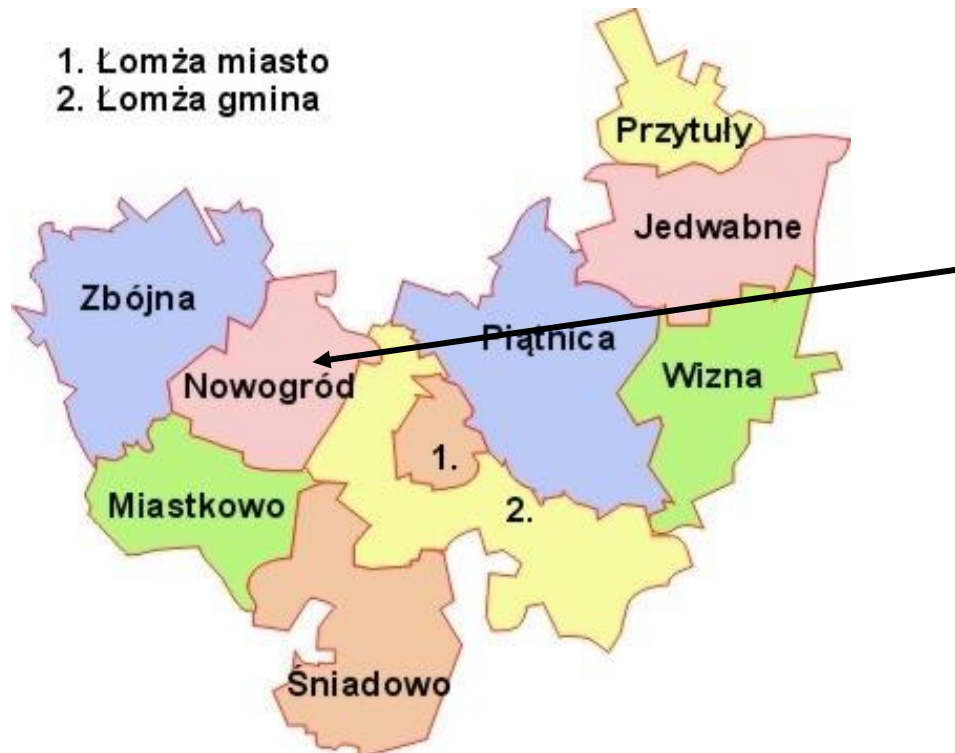 1. Łomża miasto
2. Łomża gmina
Przytuły
Jedwabne
Zbójna
Piątnica
Wizna
Nowogród
1.
Miastkowo
2.
Śniadowo